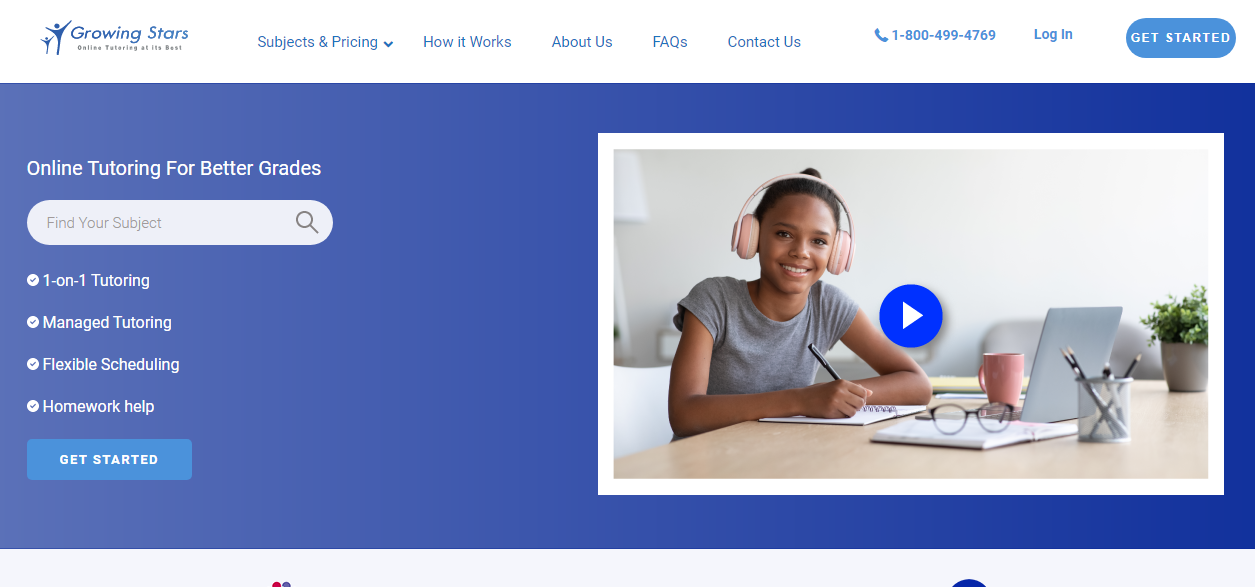 Growing Stars
Online Tutoring at its Best
Subjects & Pricing
How it Works
About Us
FAQs
Contact Us
1-800-499-4769
Log In
GET STARTED
Online Tutoring For Better Grades
Find Your Subject
1-on-1 Tutoring
Managed Tutoring
Flexible Scheduling
Homework help
GET STARTED